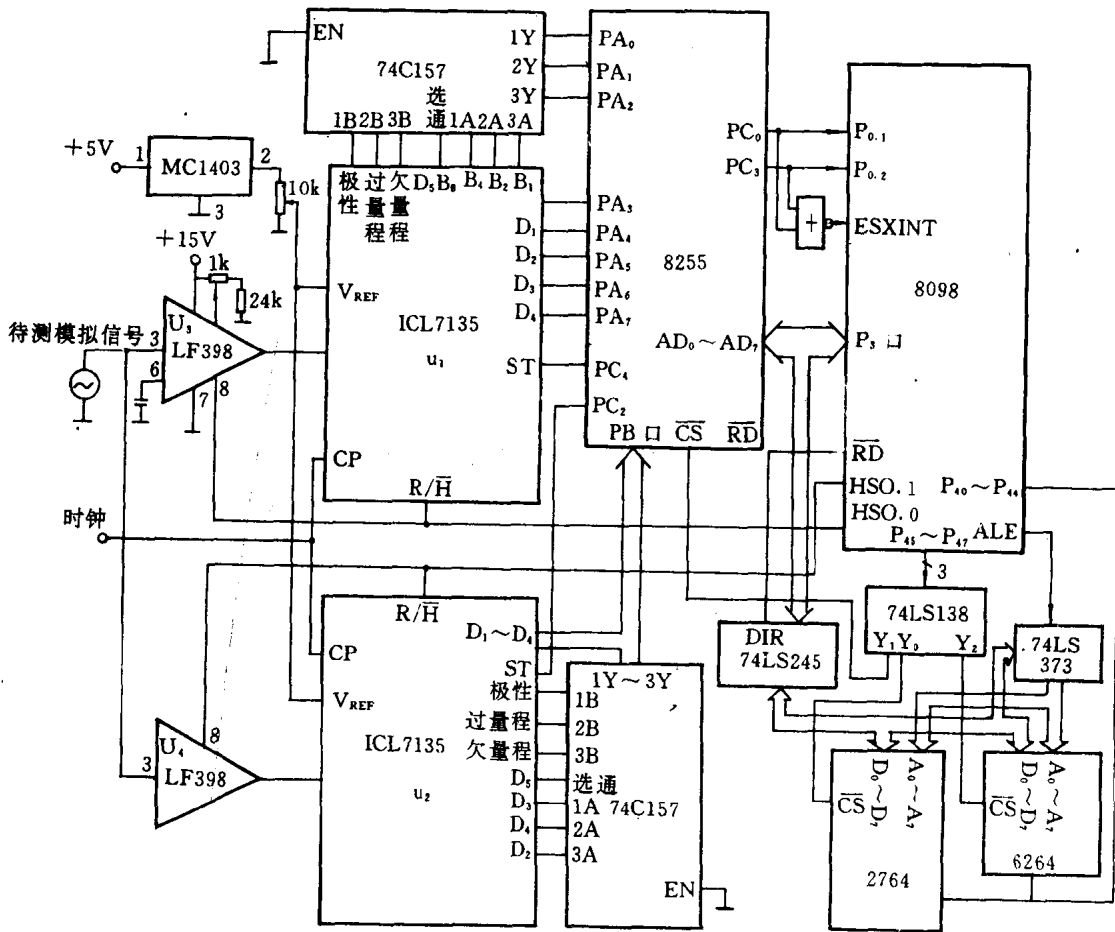 EN
1Y
2Y
3Y
74C157
选通
1B 2B 3B 1A 2A 3A
+5V
1
MC1403
2
3
10k
+15V
1k
24k
待测模拟信号
3
6
7
8
U₃
LF398
极性
过量程
欠量程
D₅ B₈ B₄ B₂ B₁
D₁
D₂
D₃
D₄
V_REF
ICL7135
u₁
ST
CP
R/H̅
时钟
PA₀
PA₁
PA₂
PA₃
PA₄
PA₅
PA₆
PA₇
8255
PC₀
PC₃
AD₀~AD₇
PC₄
PC₂
PB 口
C̅S̅
R̅D̅
P₀.₁
P₀.₂
+
ESXINT
8098
P₃ 口
R̅D̅
HSO.1
HSO.0
P₄₀~P₄₄
P₄₅~P₄₇
ALE
3
74LS138
Y₁ Y₀ Y₂
74LS
373
DIR
74LS245
R/H̅
CP
V_REF
ICL7135
u₂
D₁~D₄
ST
极性
过量程
欠量程
D₅
D₃
D₄
D₂
1Y~3Y
1B
2B
3B
选通
1A
2A
3A
74C157
EN
3
8
U₄
LF398
C̅S̅
D₀~D₇
A₀~A₇
2764
C̅S̅
D₀~D₇
A₀~A₇
6264